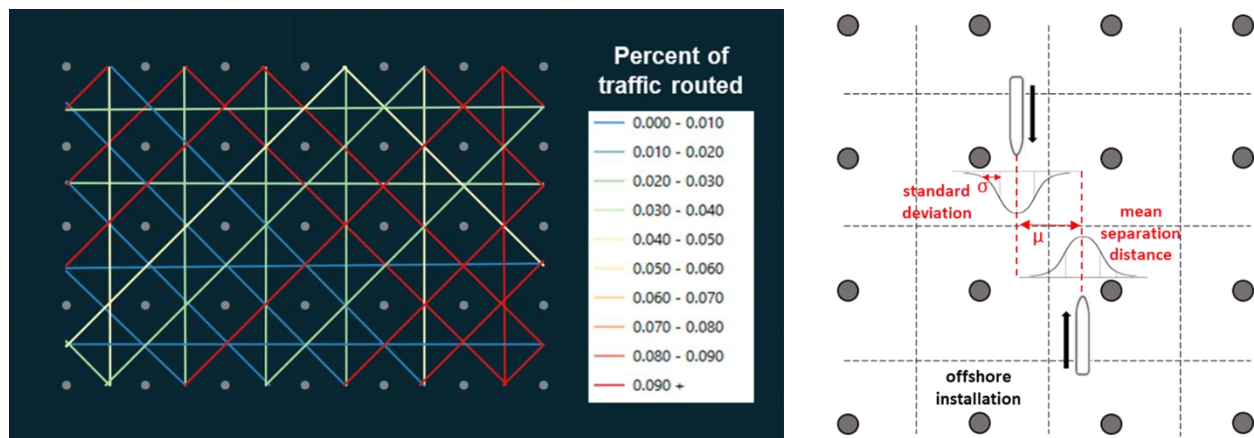 Percent of
traffic routed
0.000 - 0.010
0.010 - 0.020
0.020 - 0.030
0.030 - 0.040
0.040 - 0.050
0.050 - 0.060
0.060 - 0.070
0.070 - 0.080
0.080 - 0.090
0.090 +
standard
deviation
σ
μ
mean
separation
distance
offshore
installation